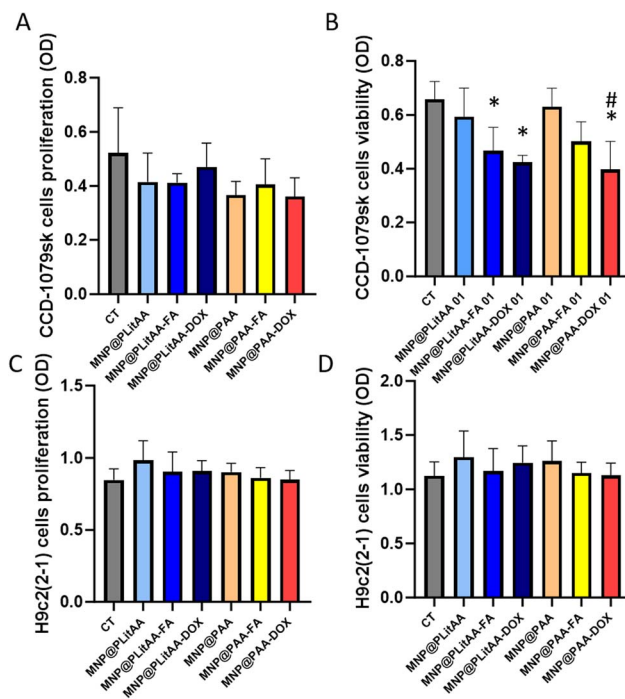 A
CCD-1079sk cells proliferation (OD)
0.8
0.6
0.4
0.2
0.0
CT
MNP@PLitAA
MNP@PLitAA-FA
MNP@PLitAA-DOX
MNP@PAA
MNP@PAA-FA
MNP@PAA-DOX
B
CCD-1079sk cells viability (OD)
0.8
0.6
0.4
0.2
0.0
*
*
#
*
CT
MNP@PLitAA 01
MNP@PLitAA-FA 01
MNP@PLitAA-DOX 01
MNP@PAA 01
MNP@PAA-FA 01
MNP@PAA-DOX 01
C
H9c2(2-1) cells proliferation (OD)
1.5
1.0
0.5
0.0
CT
MNP@PLitAA
MNP@PLitAA-FA
MNP@PLitAA-DOX
MNP@PAA
MNP@PAA-FA
MNP@PAA-DOX
D
H9c2(2-1) cells viability (OD)
2.0
1.5
1.0
0.5
0.0
CT
MNP@PLitAA
MNP@PLitAA-FA
MNP@PLitAA-DOX
MNP@PAA
MNP@PAA-FA
MNP@PAA-DOX